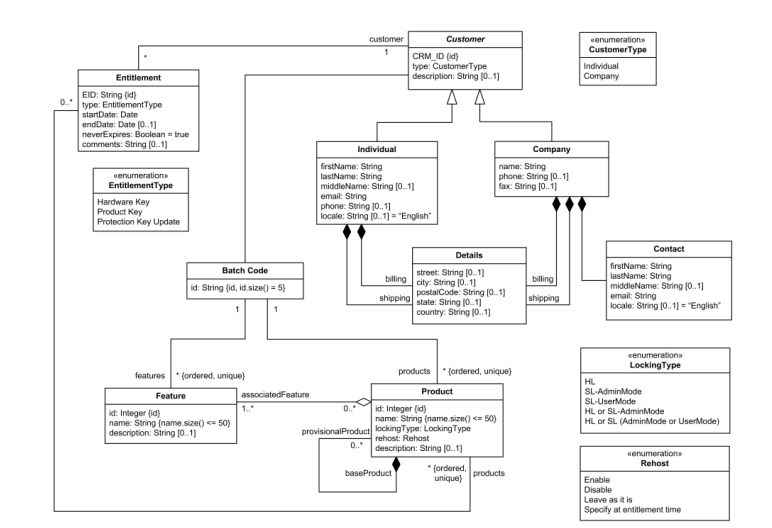 customer
Customer
1
*
CRM_ID {id}
type: CustomerType
description: String [0..1]
«enumeration»
CustomerType
Individual
Company
Entitlement
0..*
EID: String {id}
type: EntitlementType
startDate: Date
endDate: Date [0..1]
neverExpires: Boolean = true
comments: String [0..1]
«enumeration»
EntitlementType
Hardware Key
Product Key
Protection Key Update
Individual
firstName: String
lastName: String
middleName: String [0..1]
email: String
phone: String [0..1]
locale: String [0..1] = “English”
Company
name: String
phone: String [0..1]
fax: String [0..1]
Contact
firstName: String
lastName: String
middleName: String [0..1]
email: String
locale: String [0..1] = “English”
Details
street: String [0..1]
city: String [0..1]
postalCode: String [0..1]
state: String [0..1]
country: String [0..1]
billing
shipping
billing
shipping
Batch Code
id: String {id, id.size() = 5}
1
1
features
* {ordered, unique}
products
* {ordered, unique}
Feature
id: Integer {id}
name: String {name.size() <= 50}
description: String [0..1]
associatedFeature
1..*
0..*
Product
id: Integer {id}
name: String {name.size() <= 50}
lockingType: LockingType
rehost: Rehost
description: String [0..1]
provisionalProduct
0..*
baseProduct
* {ordered,
unique}
products
«enumeration»
LockingType
HL
SL-AdminMode
SL-UserMode
HL or SL-AdminMode
HL or SL (AdminMode or UserMode)
«enumeration»
Rehost
Enable
Disable
Leave as it is
Specify at entitlement time